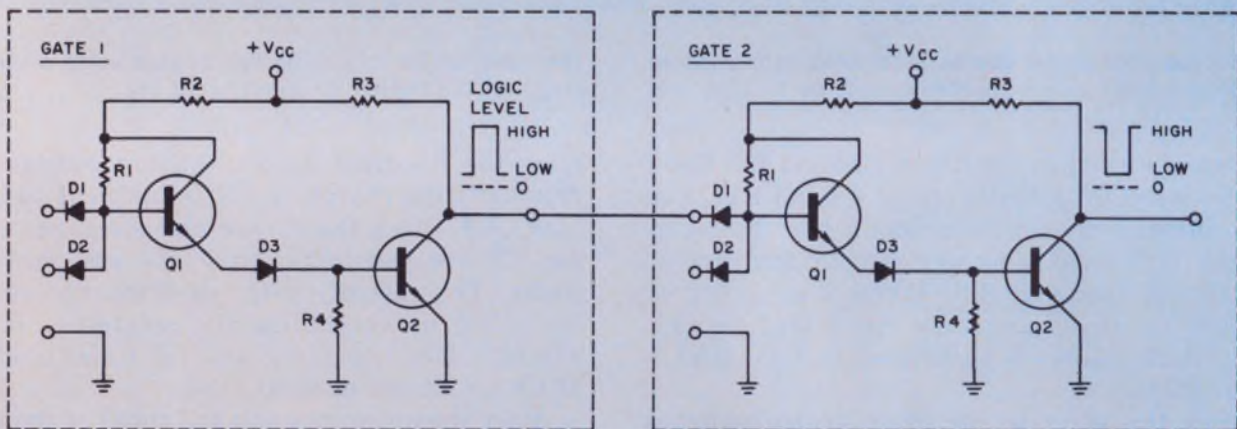 GATE 1
+VCC
R2
R3
LOGIC
LEVEL
HIGH
LOW
0
R1
D1
D2
D3
Q1
R4
Q2
GATE 2
+VCC
R2
R3
HIGH
LOW
0
R1
D1
D2
D3
Q1
R4
Q2